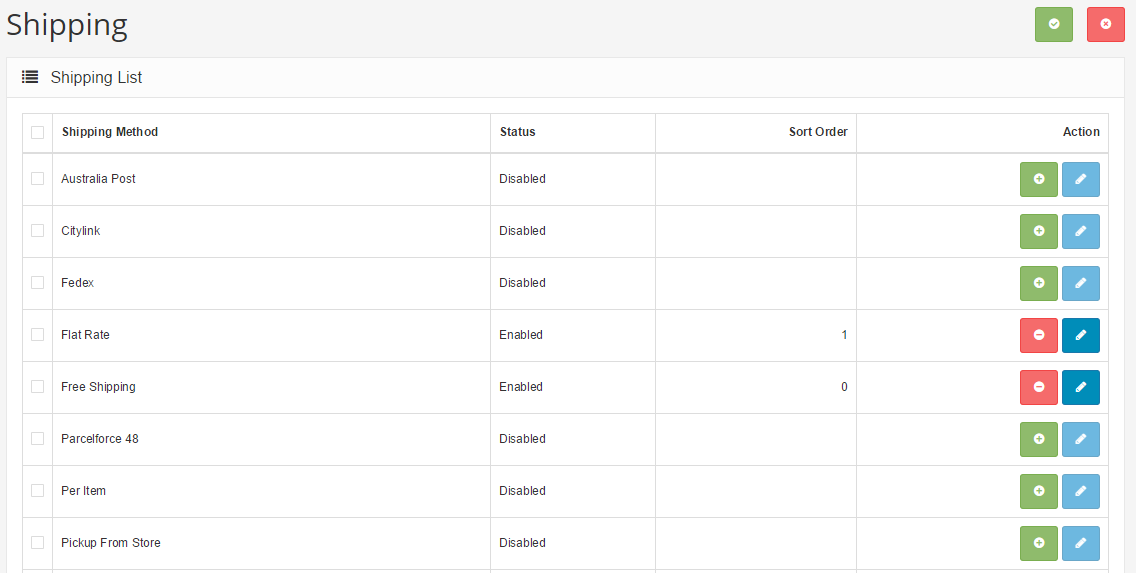 Shipping
Shipping List
Shipping Method Status Sort Order Action
Australia Post Disabled
Citylink Disabled
Fedex Disabled
Flat Rate Enabled 1
Free Shipping Enabled 0
Parcelforce 48 Disabled
Per Item Disabled
Pickup From Store Disabled